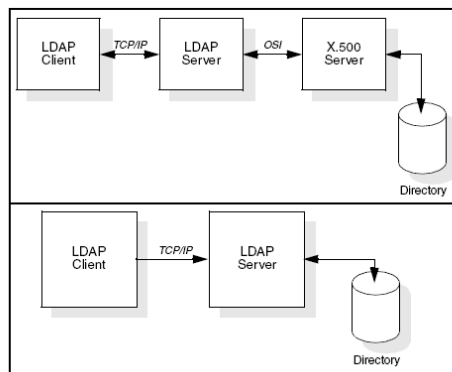 LDAP
Client
TCP/IP
LDAP
Server
OSI
X.500
Server
Directory
LDAP
Client
TCP/IP
LDAP
Server
Directory